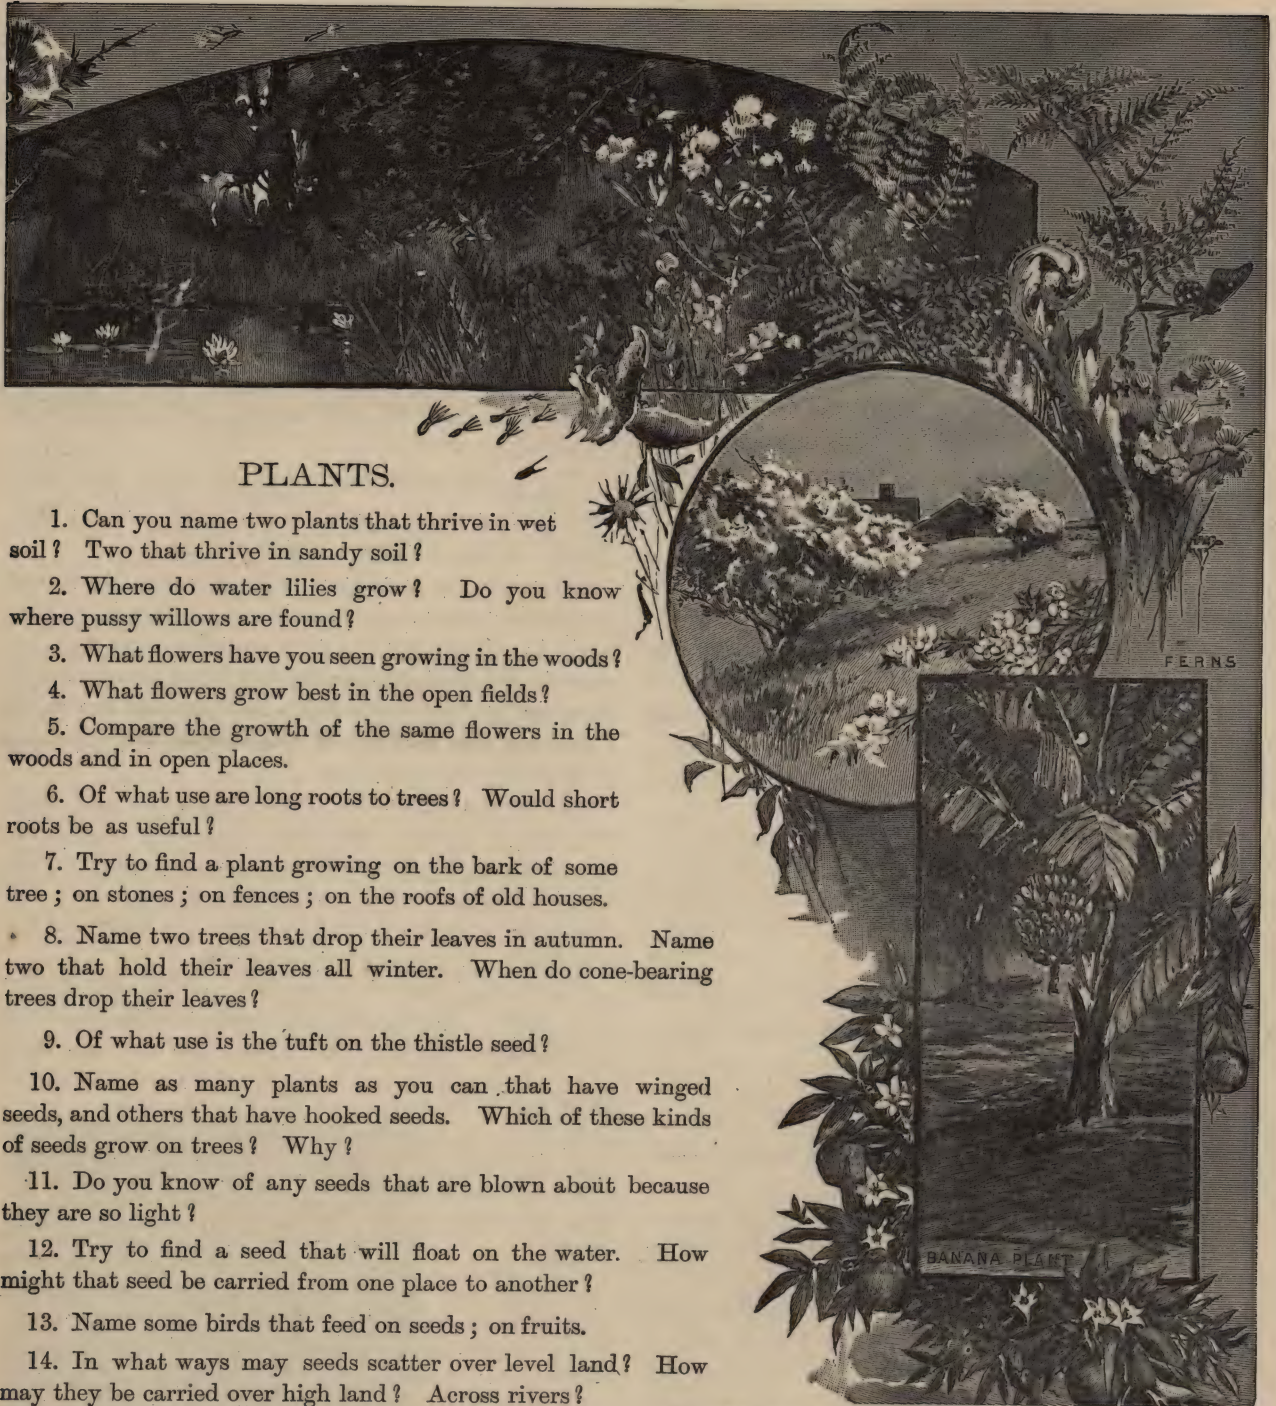 PLANTS.
1. Can you name two plants that thrive in wet
soil? Two that thrive in sandy soil?
2. Where do water lilies grow? Do you know
where pussy willows are found?
3. What flowers have you seen growing in the woods?
4. What flowers grow best in the open fields?
5. Compare the growth of the same flowers in the
woods and in open places.
6. Of what use are long roots to trees? Would short
roots be as useful?
7. Try to find a plant growing on the bark of some
tree; on stones; on fences; on the roofs of old houses.
8. Name two trees that drop their leaves in autumn. Name
two that hold their leaves all winter. When do cone-bearing
trees drop their leaves?
9. Of what use is the tuft on the thistle seed?
10. Name as many plants as you can that have winged
seeds, and others that have hooked seeds. Which of these kinds
of seeds grow on trees? Why?
11. Do you know of any seeds that are blown about because
they are so light?
12. Try to find a seed that will float on the water. How
might that seed be carried from one place to another?
13. Name some birds that feed on seeds; on fruits.
14. In what ways may seeds scatter over level land? How
may they be carried over high land? Across rivers?
FERNS
BANANA PLANT